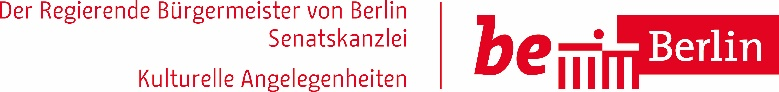 Der Regierende Bürgermeister von Berlin
Senatskanzlei
Kulturelle Angelegenheiten
be Berlin